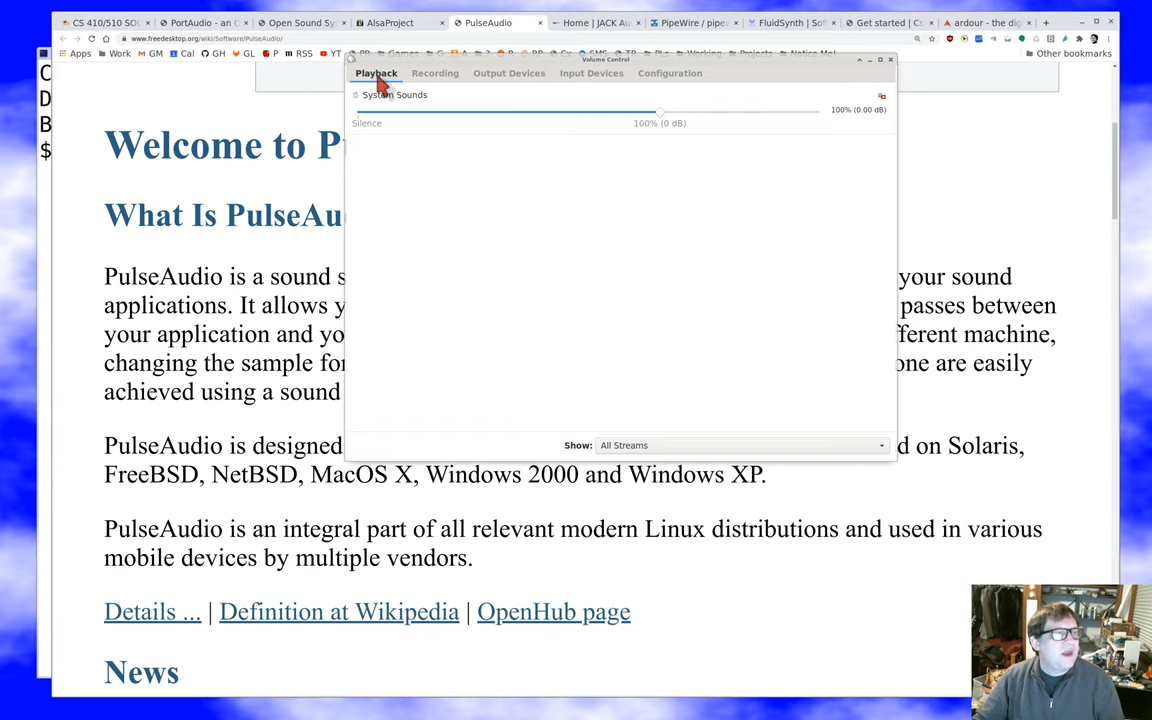 CS 410/510 SOU
PortAudio - an C
Open Sound Sys
AlsaProject
PulseAudio
Home | JACK Au
PipeWire / pipew
FluidSynth | Sof
Get started | Cs
ardour - the dig
www.freedesktop.org/wiki/Software/PulseAudio/
Apps
Work
GM
Cal
GH
GL
P
RSS
YT
Other bookmarks
Volume Control
Playback
Recording
Output Devices
Input Devices
Configuration
System Sounds
100% (0.00 dB)
Silence
100% (0 dB)
Show:
All Streams
C
D
B
$
Welcome to P
What Is PulseAu
PulseAudio is a sound s your sound
applications. It allows y passes between
your application and yo fferent machine,
changing the sample for one are easily
achieved using a sound
PulseAudio is designed d on Solaris,
FreeBSD, NetBSD, MacOS X, Windows 2000 and Windows XP.
PulseAudio is an integral part of all relevant modern Linux distributions and used in various
mobile devices by multiple vendors.
Details ... | Definition at Wikipedia | OpenHub page
News